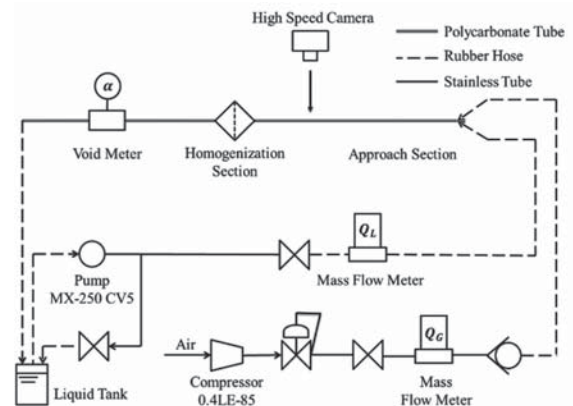 High Speed Camera
Polycarbonate Tube
Rubber Hose
Stainless Tube
α
Void Meter
Homogenization
Section
Approach Section
Q_L
Pump
MX-250 CV5
Mass Flow Meter
Air
Q_G
Liquid Tank
Compressor
0.4LE-85
Mass
Flow Meter